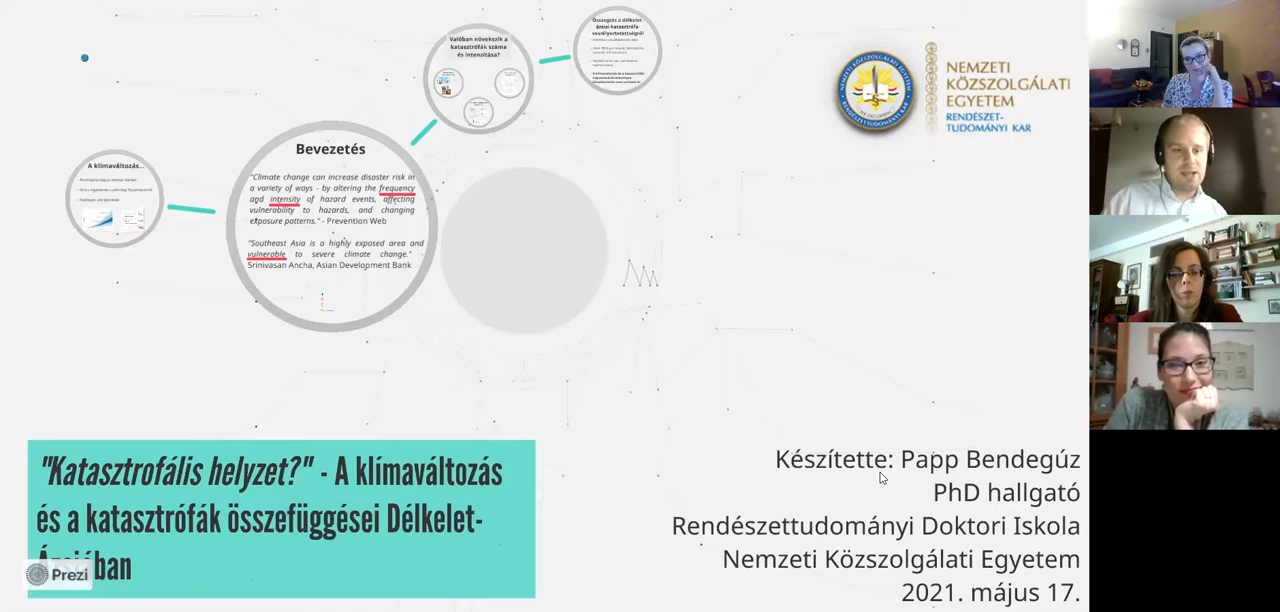 A klímaváltozás...
Bevezetés
"Climate change can increase disaster risk in
a variety of ways - by altering the frequency
and intensity of hazard events, affecting
vulnerability to hazards, and changing
exposure patterns." - Prevention Web
"Southeast Asia is a highly exposed area and
vulnerable to severe climate change." -
Srinivasan Ancha, Asian Development Bank
Valóban növekszik a
katasztrófák száma
és intenzitása?
Összegzés a délkelet-
ázsiai katasztrófa
veszélyeztetettségről
NEMZETI
KÖZSZOLGÁLATI
EGYETEM
RENDÉSZET-
TUDOMÁNYI KAR
"Katasztrofális helyzet?" - A klímaváltozás
és a katasztrófák összefüggései Délkelet-
Ázsiában
Prezi
Készítette: Papp Bendegúz
PhD hallgató
Rendészettudományi Doktori Iskola
Nemzeti Közszolgálati Egyetem
2021. május 17.